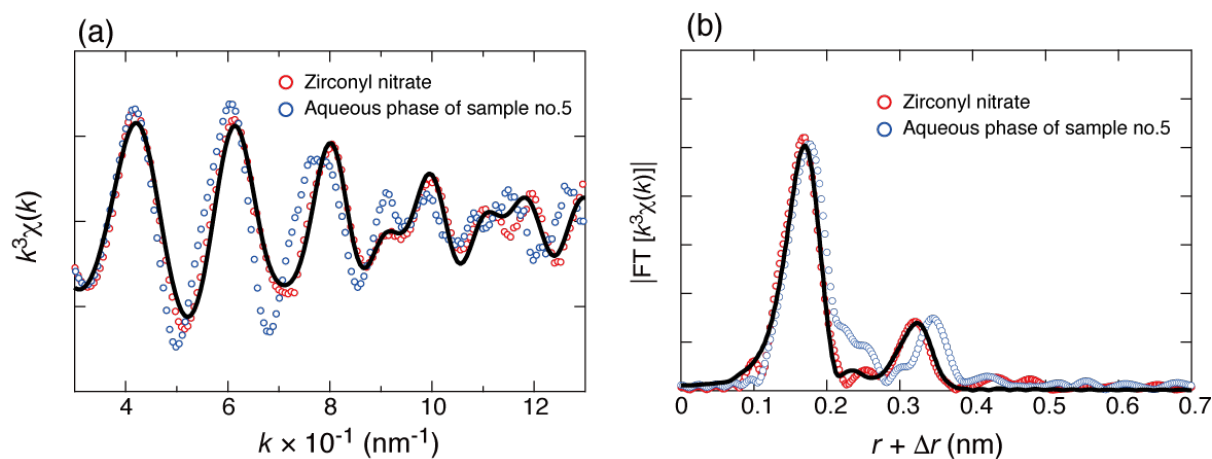 (a)
Zirconyl nitrate
Aqueous phase of sample no.5
k³χ(k)
4 6 8 10 12
k × 10⁻¹ (nm⁻¹)
(b)
Zirconyl nitrate
Aqueous phase of sample no.5
|FT [k³χ(k)]|
0 0.1 0.2 0.3 0.4 0.5 0.6 0.7
r + Δr (nm)